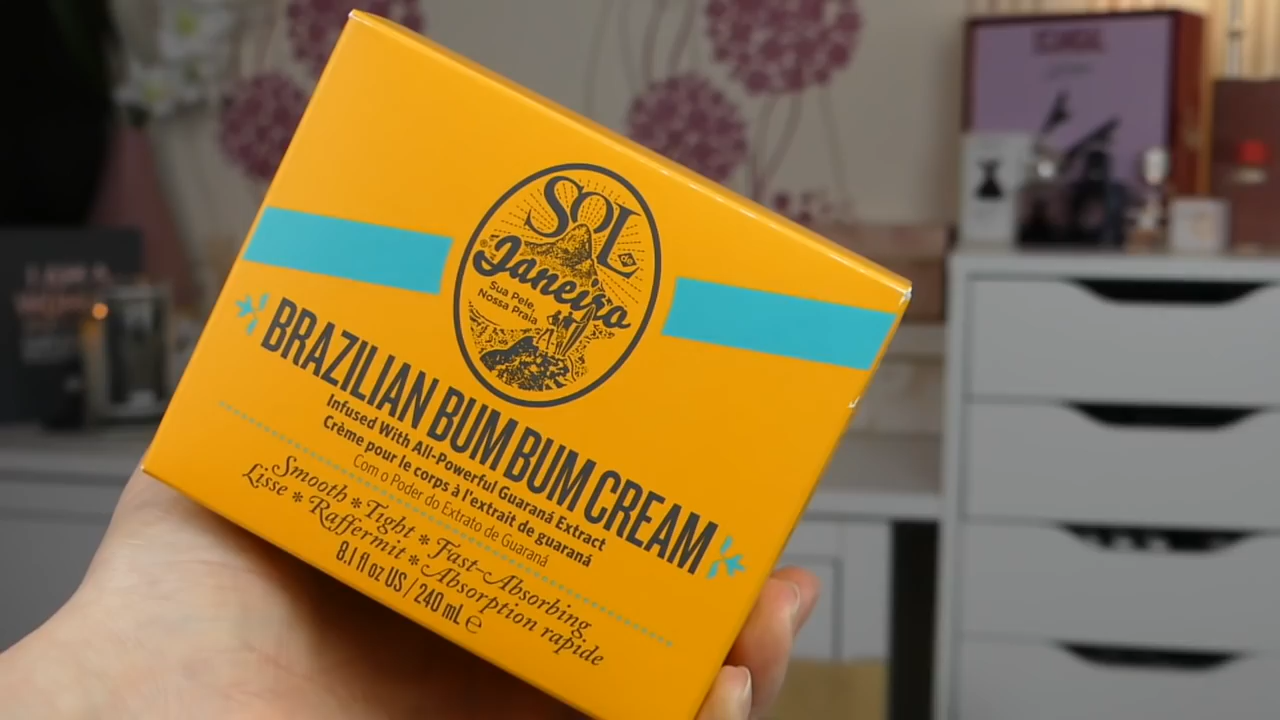 SOL
de
Janeiro
®
Sua Pele
Nossa Praia
BRAZILIAN BUM BUM CREAM
Infused With All-Powerful Guaraná Extract
Crème pour le corps à l'extrait de guaraná
Com o Poder do Extrato de Guaraná
Smooth * Tight * Fast-Absorbing
Lisse * Raffermit * Absorption rapide
8.1 fl oz US / 240 mL ℮